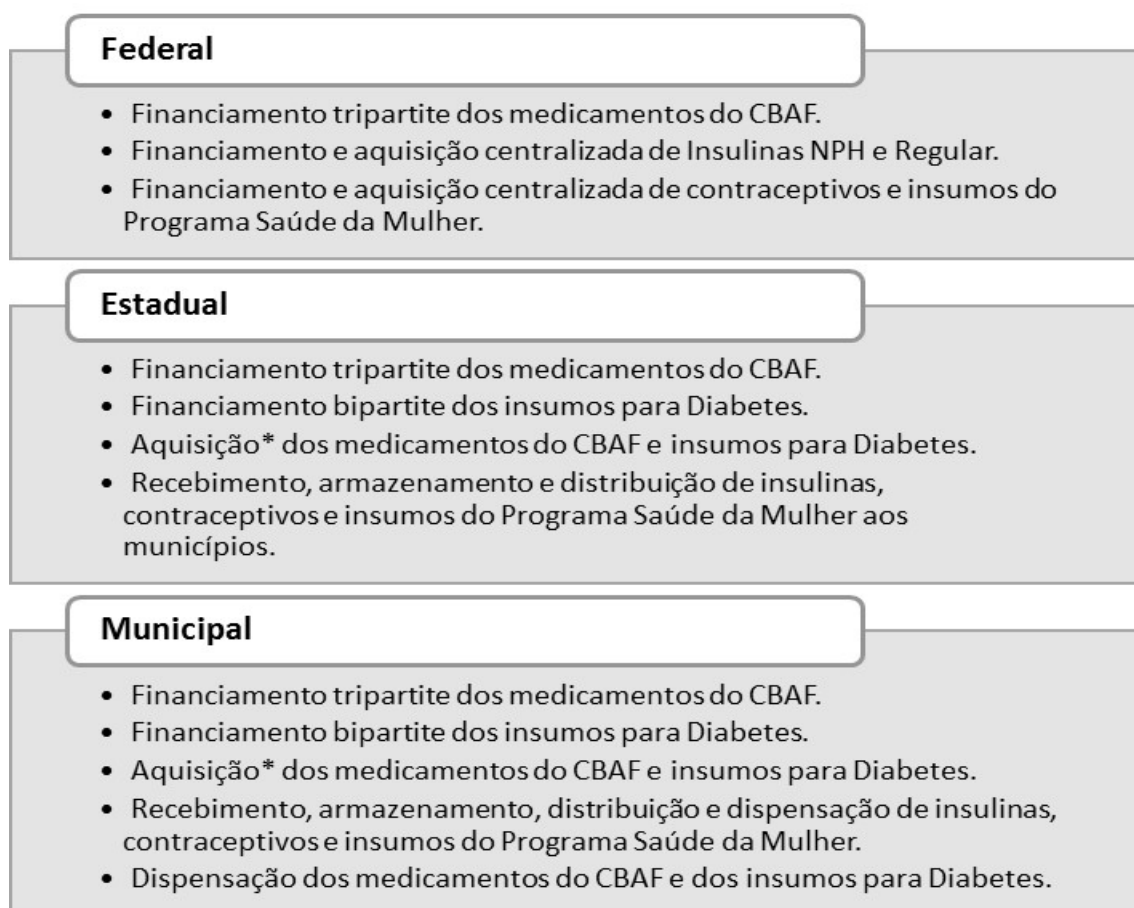 Federal
• Financiamento tripartite dos medicamentos do CBAF.
• Financiamento e aquisição centralizada de Insulinas NPH e Regular.
• Financiamento e aquisição centralizada de contraceptivos e insumos do
Programa Saúde da Mulher.
Estadual
• Financiamento tripartite dos medicamentos do CBAF.
• Financiamento bipartite dos insumos para Diabetes.
• Aquisição* dos medicamentos do CBAF e insumos para Diabetes.
• Recebimento, armazenamento e distribuição de insulinas,
contraceptivos e insumos do Programa Saúde da Mulher aos
municípios.
Municipal
• Financiamento tripartite dos medicamentos do CBAF.
• Financiamento bipartite dos insumos para Diabetes.
• Aquisição* dos medicamentos do CBAF e insumos para Diabetes.
• Recebimento, armazenamento, distribuição e dispensação de insulinas,
contraceptivos e insumos do Programa Saúde da Mulher.
• Dispensação dos medicamentos do CBAF e dos insumos para Diabetes.